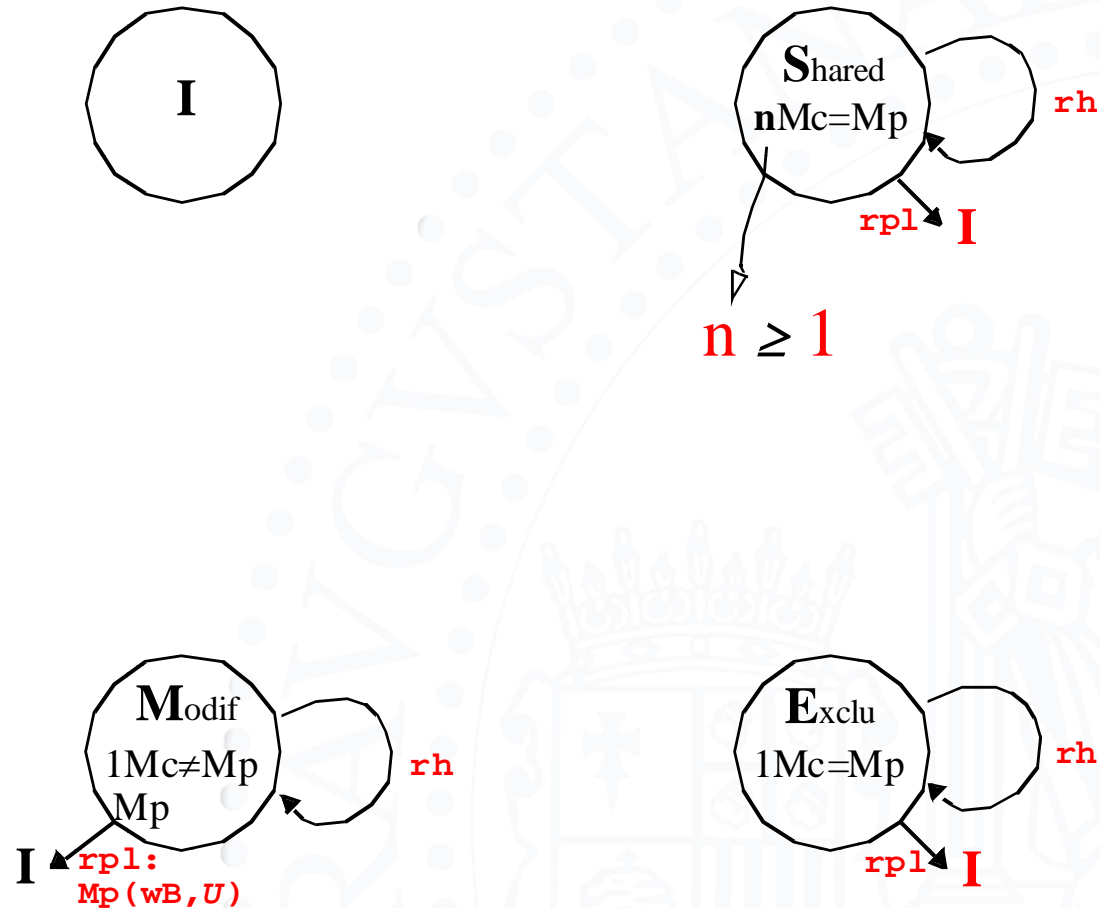 I
Shared
nMc=Mp
rh
rpl
I
n ≥ 1
Modif
1Mc≠Mp
Mp
rh
I
rpl:
Mp(wB,U)
Exclu
1Mc=Mp
rh
rpl
I